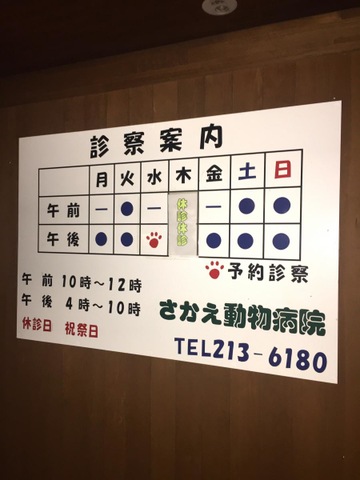 診察案内
月 火 水 木 金 土 日
午前 ー ● ー 休診 ー ● ●
午後 ● ● 休診 ● ● ●
予約診察
午前 10時～12時
午後 4時～10時
さかえ動物病院
休診日 祝祭日
TEL213-6180